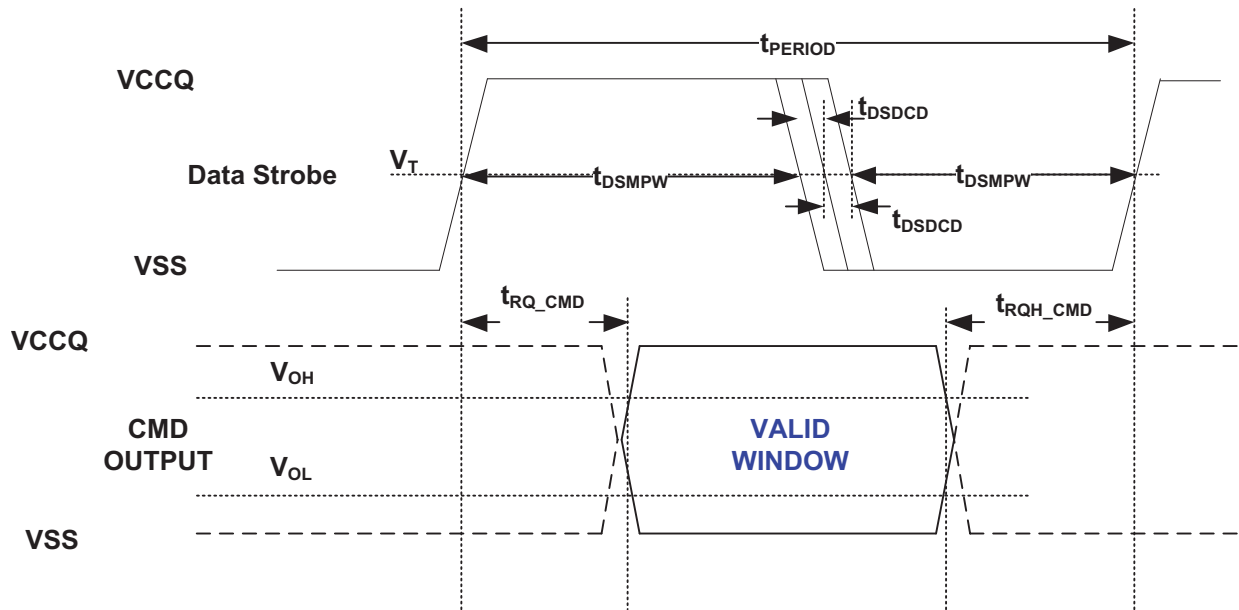 tPERIOD
VCCQ
tDSDCD
VT
Data Strobe
tDSMPW
tDSMPW
tDSDCD
VSS
tRQ_CMD
tRQH_CMD
VCCQ
VOH
CMD
OUTPUT
VALID
WINDOW
VOL
VSS